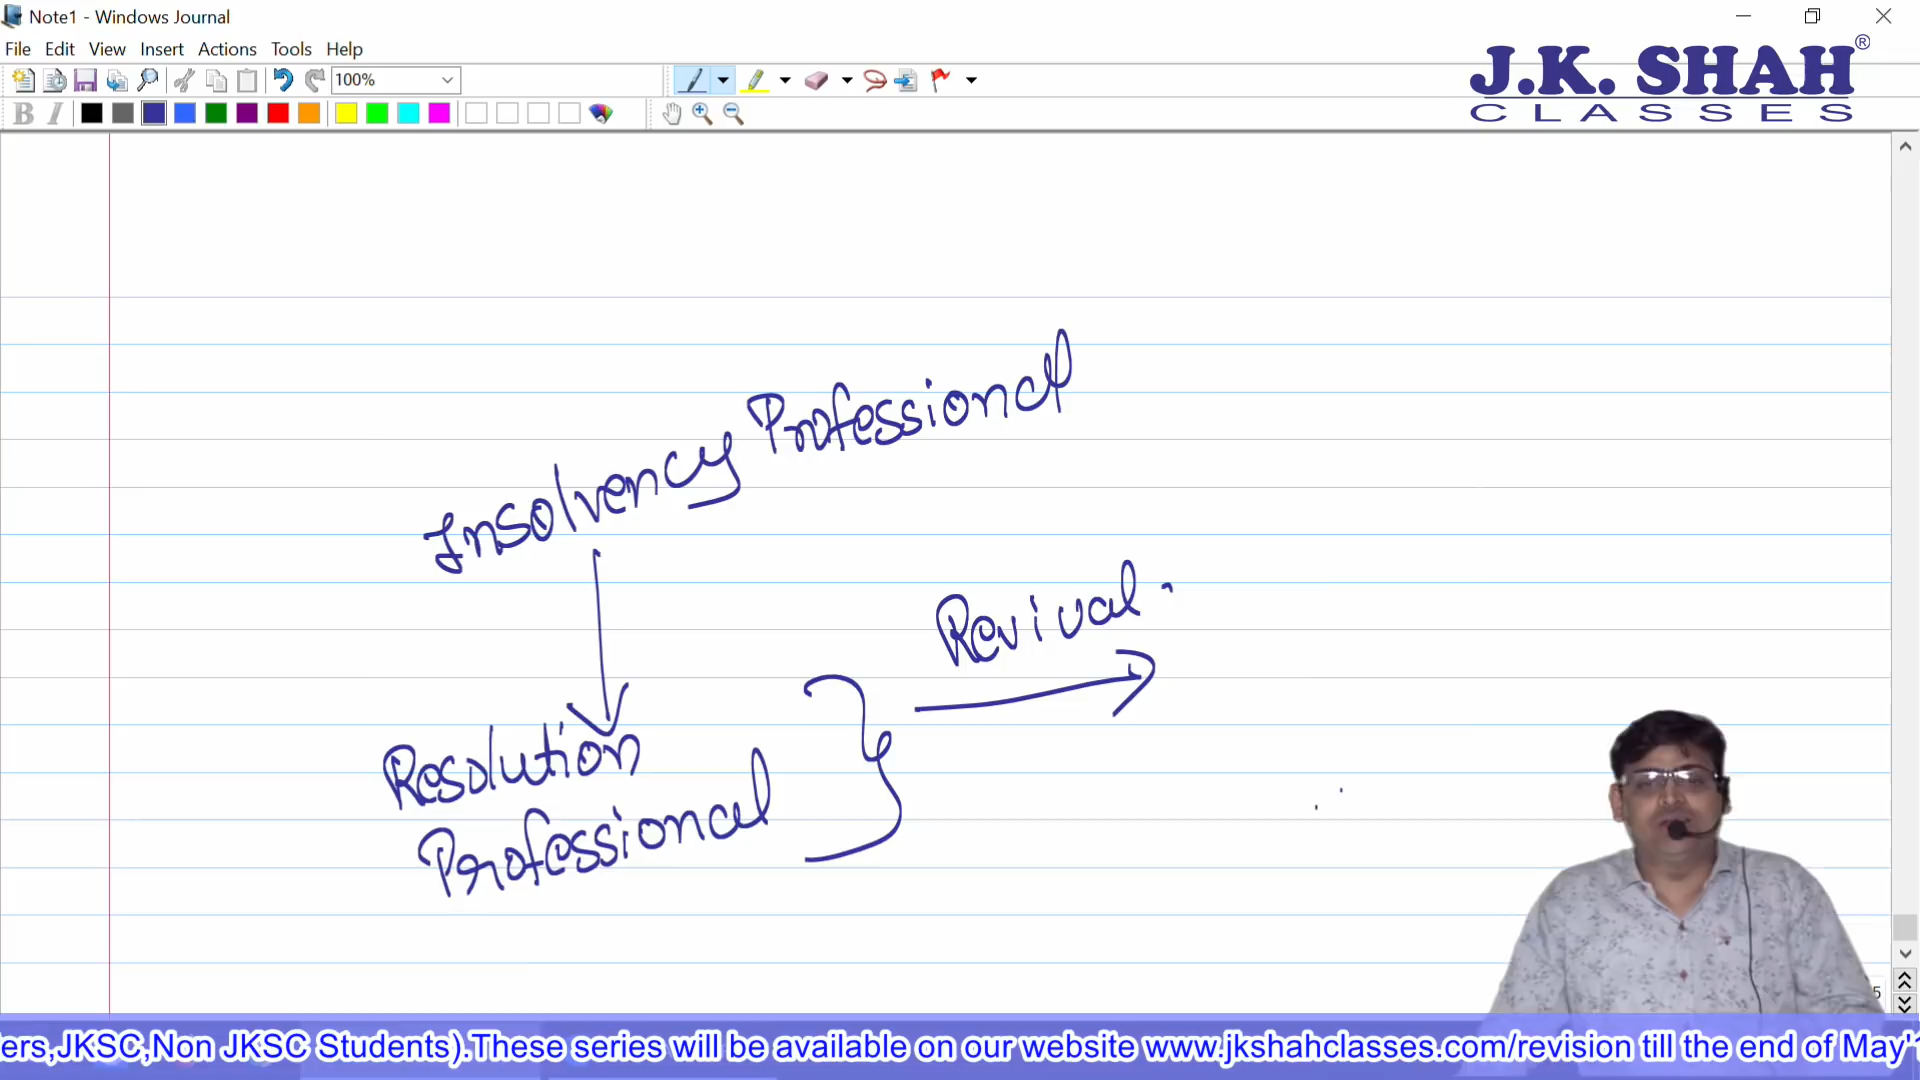 Note1 - Windows Journal
File Edit View Insert Actions Tools Help
100%
B I
J.K. SHAH®
CLASSES
Insolvency Professional
Revival
Resolution
Professional
5
ers,JKSC,Non JKSC Students).These series will be available on our website www.jkshahclasses.com/revision till the end of May'